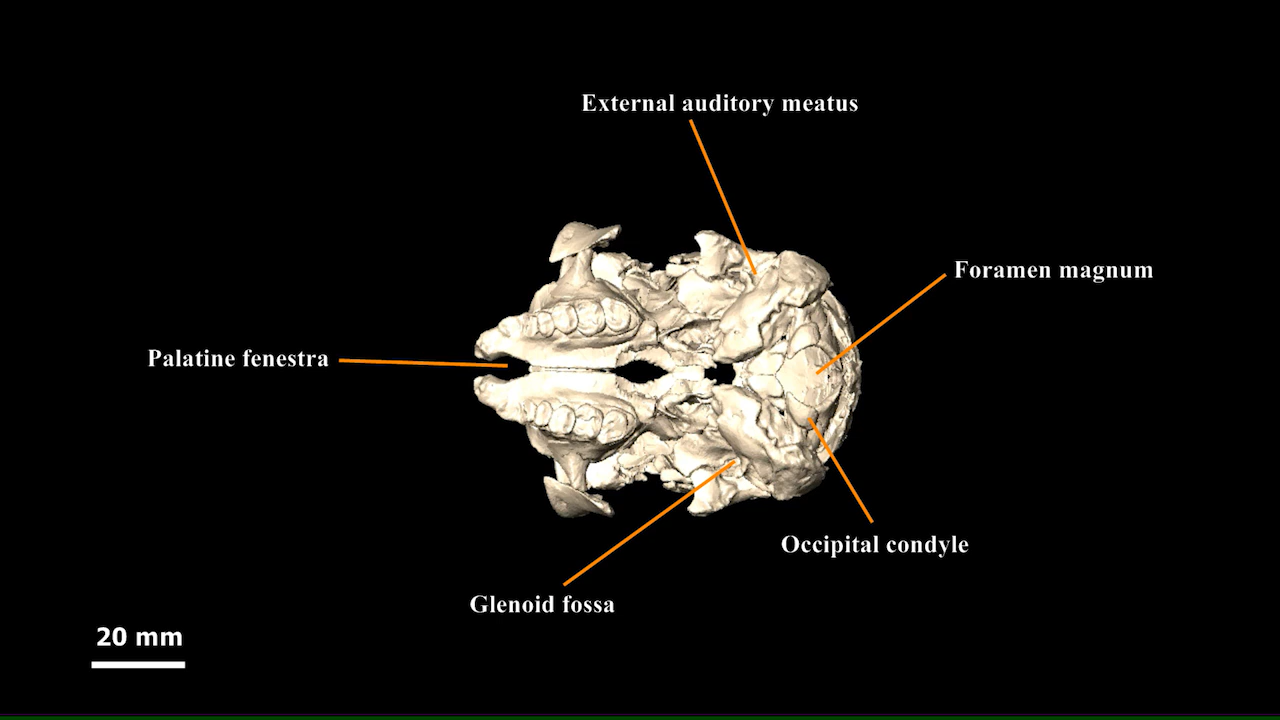 External auditory meatus
Foramen magnum
Palatine fenestra
Occipital condyle
Glenoid fossa
20 mm